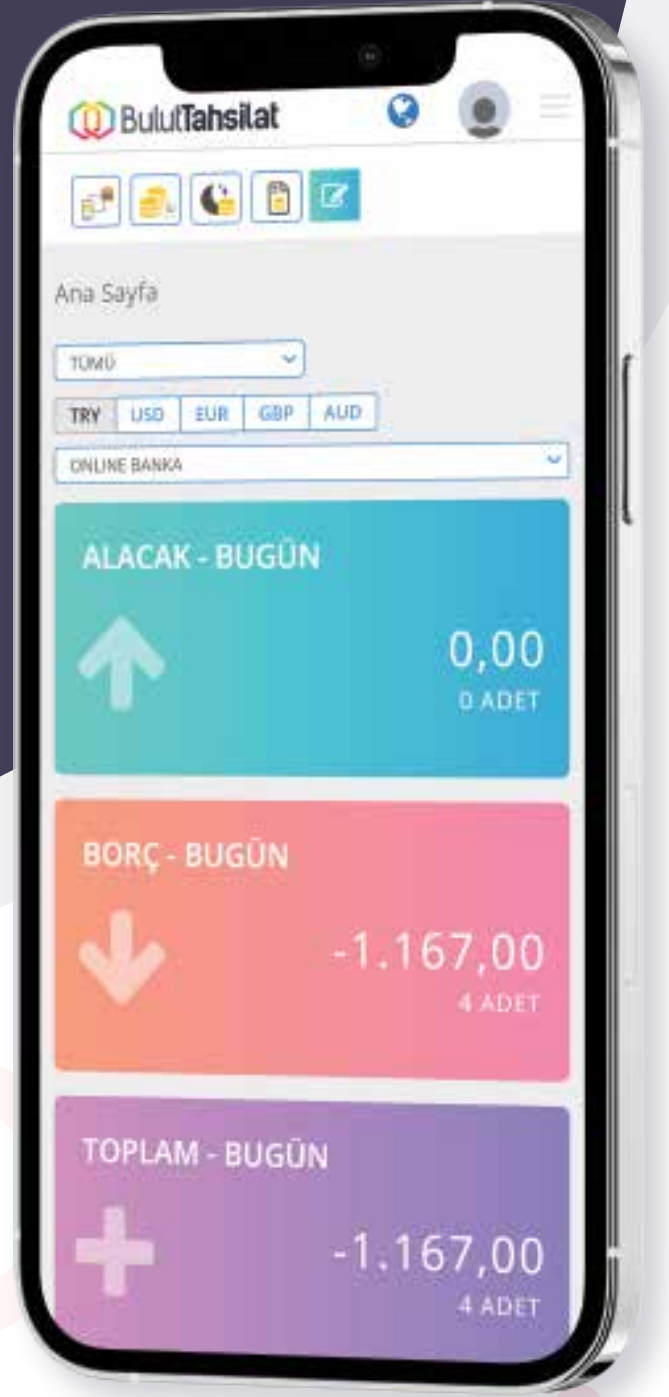 BulutTahsilat
Ana Sayfa
TÜMÜ
TRY USD EUR GBP AUD
ONLINE BANKA
ALACAK - BUGÜN
0,00
0 ADET
BORÇ - BUGÜN
-1.167,00
4 ADET
TOPLAM - BUGÜN
-1.167,00
4 ADET